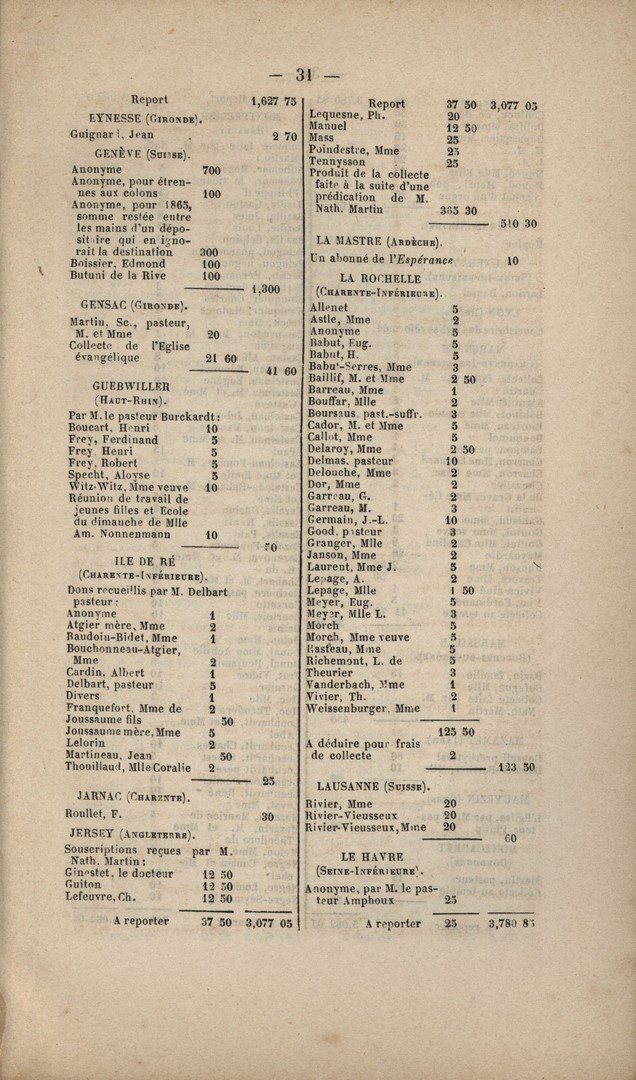 — 31 —
Report 1,627 75
EYNESSE (GIRONDE).
Guignard, Jean 2 70
GENÈVE (SUISSE).
Anonyme 700
Anonyme, pour étren-
nes aux colons 100
Anonyme, pour 1865,
somme restée entre
les mains d'un dépo-
sitaire qui en igno-
rait la destination 300
Boissier, Edmond 100
Butini de la Rive 100
1,300
GENSAC (GIRONDE).
Martin, Sc., pasteur,
M. et Mme 20
Collecte de l'Eglise
évangélique 21 60
41 60
GUEBWILLER
(HAUT-RHIN).
Par M. le pasteur Burckardt :
Boucart, Henri 10
Frey, Ferdinand 5
Frey, Henri 5
Frey, Robert 5
Specht, Aloyse 5
Witz-Witz, Mme veuve 10
Réunion de travail de
jeunes filles et Ecole
du dimanche de Mlle
Am. Nonnenmann 10
50
ILE DE RÉ
(CHARENTE-INFÉRIEURE).
Dons recueillis par M. Delbart
pasteur :
Anonyme 1
Atgier mère, Mme 2
Baudoin-Bidet, Mme 1
Bouchonneau-Atgier,
Mme 2
Cardin, Albert 1
Delbart, pasteur 5
Divers 1
Franquefort, Mme de 2
Joussaume fils 50
Joussaume mère, Mme 5
Lelorin 2
Martineau, Jean 50
Thouillaud, Mlle Coralie 2
25
JARNAC (CHARENTE).
Roullet, F. 30
JERSEY (ANGLETERRE).
Souscriptions reçues par M.
Nath. Martin :
Ginestet, le docteur 12 50
Guiton 12 50
Lefeuvre, Ch. 12 50
A reporter 37 50 3,077 05
Report 37 50 3,077 05
Lequesne, Ph. 20
Manuel 12 50
Mass 25
Poindestre, Mme 25
Tennysson 25
Produit de la collecte
faite à la suite d'une
prédication de M.
Nath. Martin 365 30
510 30
LA MASTRE (ARDÈCHE).
Un abonné de l'Espérance 10
LA ROCHELLE
(CHARENTE-INFÉRIEURE).
Allenet 5
Astle, Mme 2
Anonyme 5
Babut, Eug. 5
Babut, H. 5
Babut-Serres, Mme 3
Baillif, M. et Mme 2 50
Barreau, Mme 1
Bouffar, Mlle 2
Boursaus, past.-suffr. 3
Cador, M. et Mme 5
Callot, Mme 5
Delaroy, Mme 2 50
Delmas, pasteur 10
Delouche, Mme 2
Dor, Mme 2
Garreau, G. 2
Garreau, M. 3
Germain, J.-L. 10
Good, pasteur 3
Granger, Mlle 2
Janson, Mme 2
Laurent, Mme J. 5
Lepage, A. 2
Lepage, Mlle 1 50
Meyer, Eug. 5
Meyer, Mlle L. 3
Morch 5
Morch, Mme veuve 5
Rasteau, Mme 5
Richemont, L. de 5
Theurier 3
Vanderbach, Mme 1
Vivier, Th. 2
Weissenburger, Mme 1
125 50
A déduire pour frais
de collecte 2
123 50
LAUSANNE (SUISSE).
Rivier, Mme 20
Rivier-Vieusseux 20
Rivier-Vieusseux, Mme 20
60
LE HAVRE
(SEINE-INFÉRIEURE).
Anonyme, par M. le pas-
teur Amphoux 25
A reporter 25 3,780 85